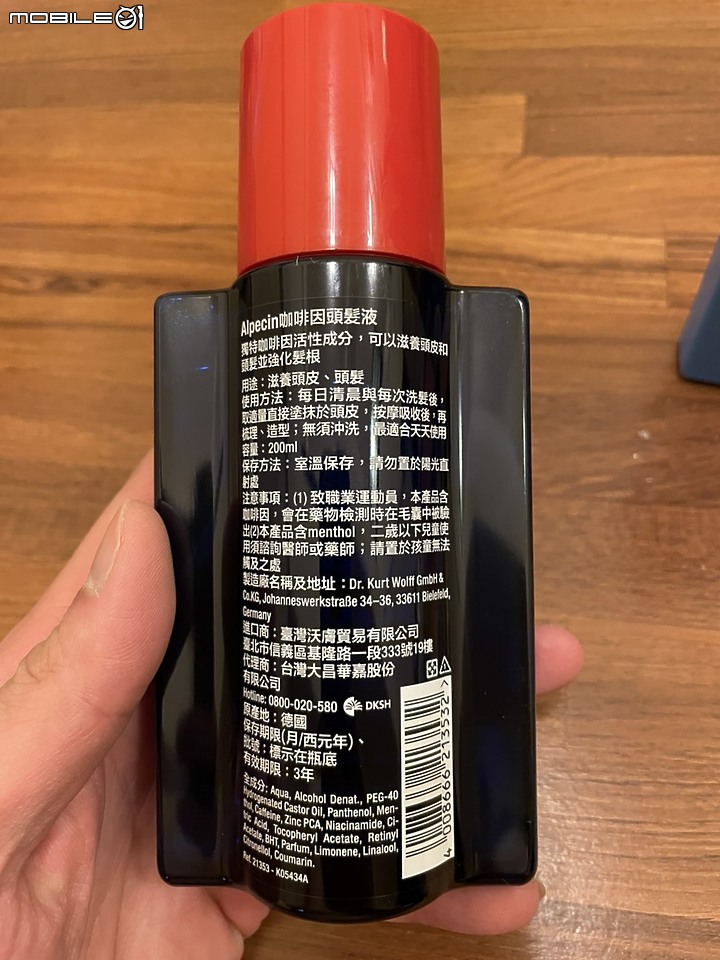 MOBILE01
Alpecin咖啡因頭髮液
獨特咖啡因活性成分，可以滋養頭皮和
頭髮並強化髮根
用途：滋養頭皮、頭髮
使用方法：每日清晨與每次洗髮後，
取適量直接塗抹於頭皮，按摩吸收後，再
梳理、造型；無須沖洗，最適合天天使用
容量：200ml
保存方法：室溫保存，請勿置於陽光直
射處
注意事項：(1) 致職業運動員，本產品含
咖啡因，會在藥物檢測時在毛囊中被驗
出(2)本產品含menthol，二歲以下兒童使
用須諮詢醫師或藥師；請置於孩童無法
觸及之處
製造廠名稱及地址：Dr. Kurt Wolff GmbH &
Co.KG, Johanneswerkstraße 34–36, 33611 Bielefeld,
Germany
進口商：臺灣沃膚貿易有限公司
臺北市信義區基隆路一段333號19樓
代理商：台灣大昌華嘉股份
有限公司
Hotline: 0800-020-580 DKSH
原產地：德國
保存期限(月/西元年)、
批號：標示在瓶底
有效期限：3年
全成分: Aqua, Alcohol Denat., PEG-40
Hydrogenated Castor Oil, Panthenol, Men-
thol, Caffeine, Zinc PCA, Niacinamide, Ci-
tric Acid, Tocopheryl Acetate, Retinyl
Acetate, BHT, Parfum, Limonene, Linalool,
Citronellol, Coumarin.
Ref. 21353 - K05434A
4 008666 213532 >